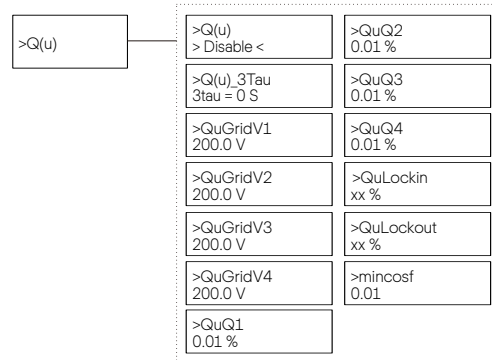 >Q(u)
>Q(u)
> Disable <
>Q(u)_3Tau
3tau = 0 S
>QuGridV1
200.0 V
>QuGridV2
200.0 V
>QuGridV3
200.0 V
>QuGridV4
200.0 V
>QuQ1
0.01 %
>QuQ2
0.01 %
>QuQ3
0.01 %
>QuQ4
0.01 %
>QuLockin
xx %
>QuLockout
xx %
>mincosf
0.01